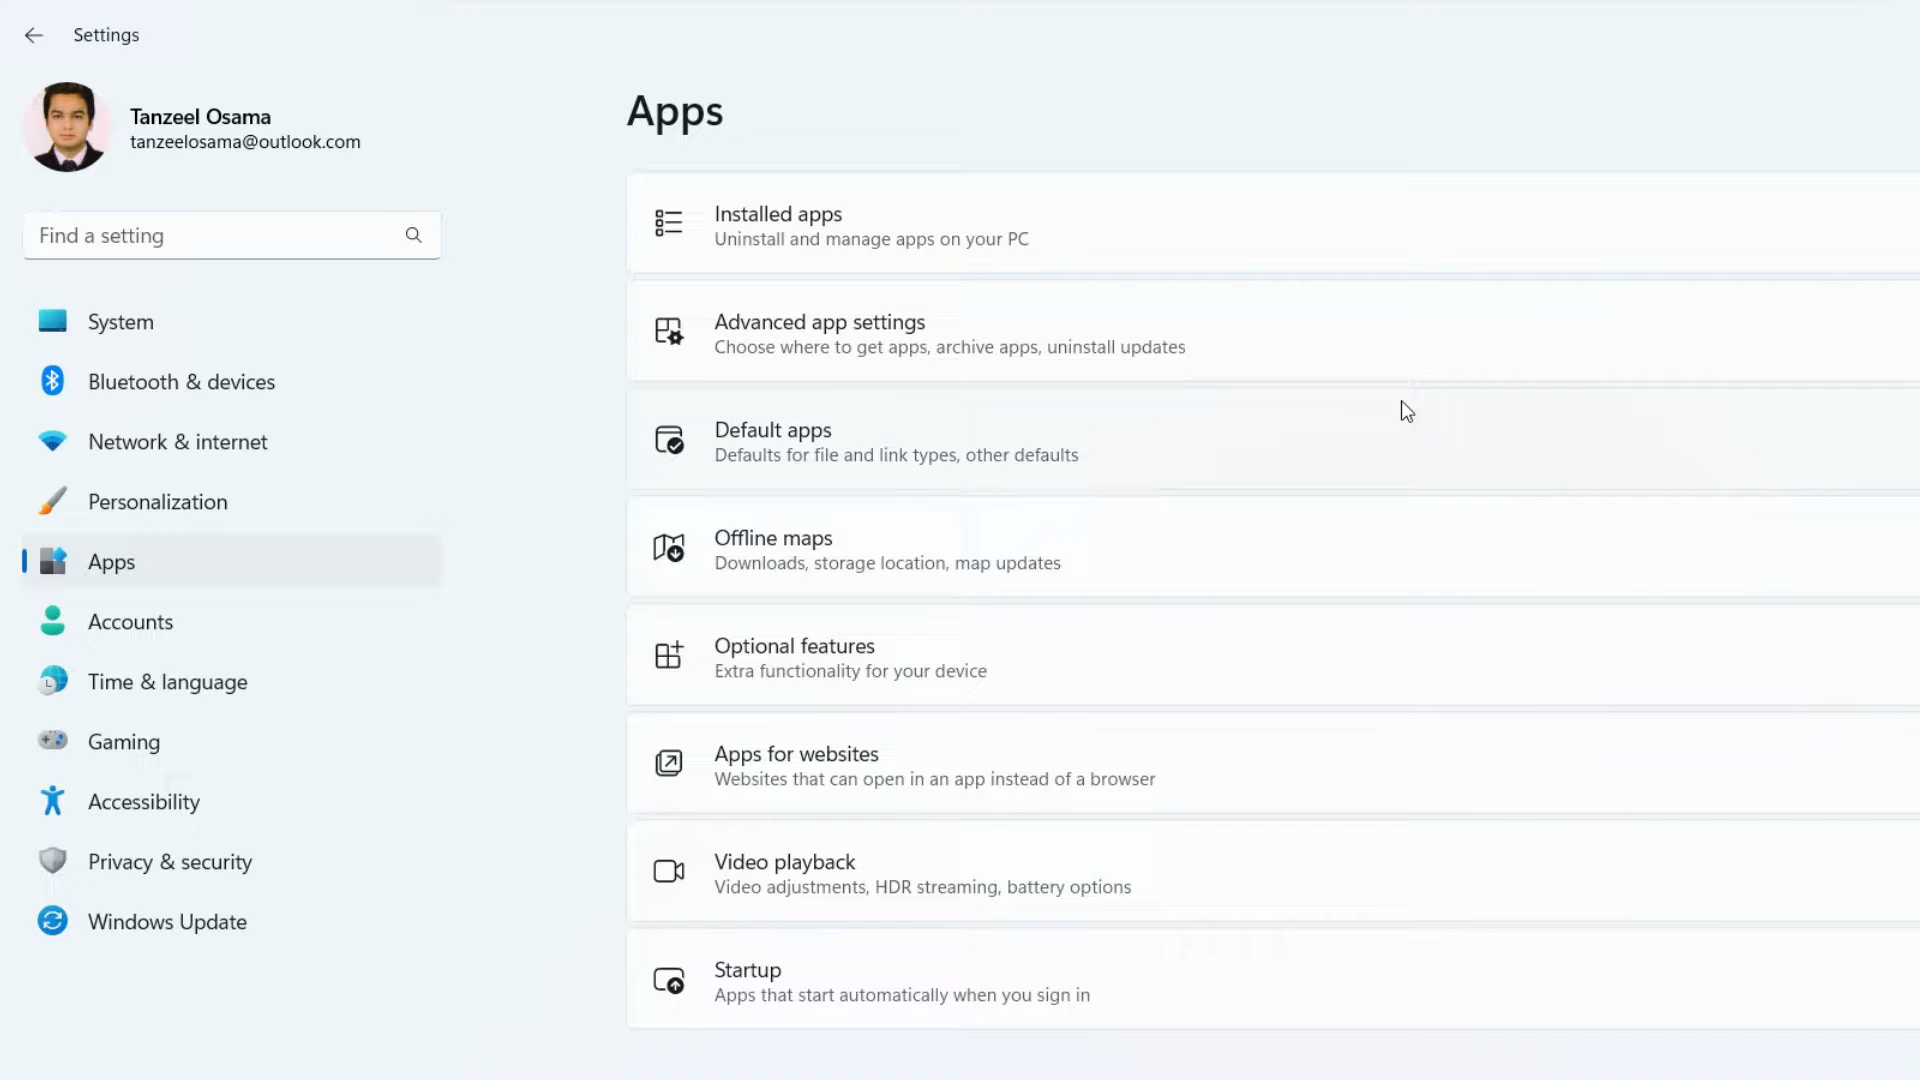 Settings
Tanzeel Osama
tanzeelosama@outlook.com
Find a setting
System
Bluetooth & devices
Network & internet
Personalization
Apps
Accounts
Time & language
Gaming
Accessibility
Privacy & security
Windows Update
Apps
Installed apps
Uninstall and manage apps on your PC
Advanced app settings
Choose where to get apps, archive apps, uninstall updates
Default apps
Defaults for file and link types, other defaults
Offline maps
Downloads, storage location, map updates
Optional features
Extra functionality for your device
Apps for websites
Websites that can open in an app instead of a browser
Video playback
Video adjustments, HDR streaming, battery options
Startup
Apps that start automatically when you sign in